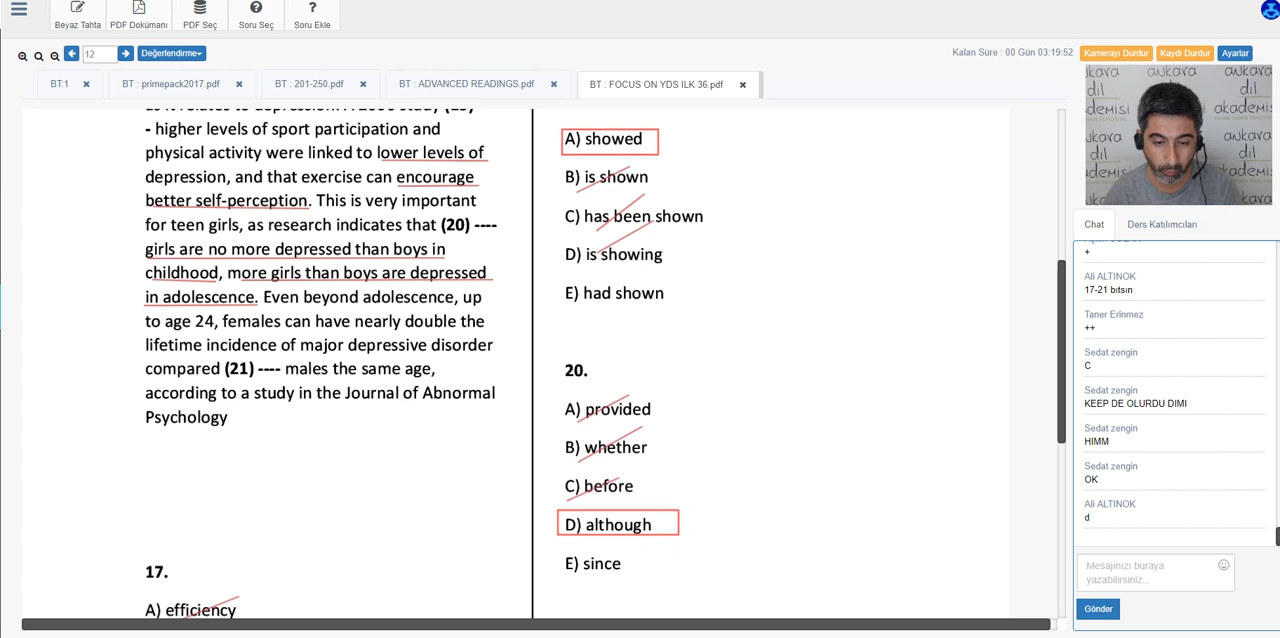 Beyaz Tahta
PDF Dokümanı
PDF Seç
Soru Seç
Soru Ekle
12
Değerlendirme
Kalan Süre : 00 Gün 03:19:52
Kamerayı Durdur
Kaydı Durdur
Ayarlar
BT:1
BT : primepack2017.pdf
BT : 201-250.pdf
BT : ADVANCED READINGS.pdf
BT : FOCUS ON YDS ILK 36.pdf
- higher levels of sport participation and
physical activity were linked to lower levels of
depression, and that exercise can encourage
better self-perception. This is very important
for teen girls, as research indicates that (20) ----
girls are no more depressed than boys in
childhood, more girls than boys are depressed
in adolescence. Even beyond adolescence, up
to age 24, females can have nearly double the
lifetime incidence of major depressive disorder
compared (21) ---- males the same age,
according to a study in the Journal of Abnormal
Psychology
17.
A) efficiency
A) showed
B) is shown
C) has been shown
D) is showing
E) had shown
20.
A) provided
B) whether
C) before
D) although
E) since
ankara
dil
akademisi
Chat
Ders Katılımcıları
+
Ali ALTINOK
17-21 bıtsın
Taner Erinmez
++
Sedat zengin
C
Sedat zengin
KEEP DE OLURDU DIMI
Sedat zengin
HIMM
Sedat zengin
OK
Ali ALTINOK
d
Mesajınızı buraya
yazabilirsiniz...
Gönder